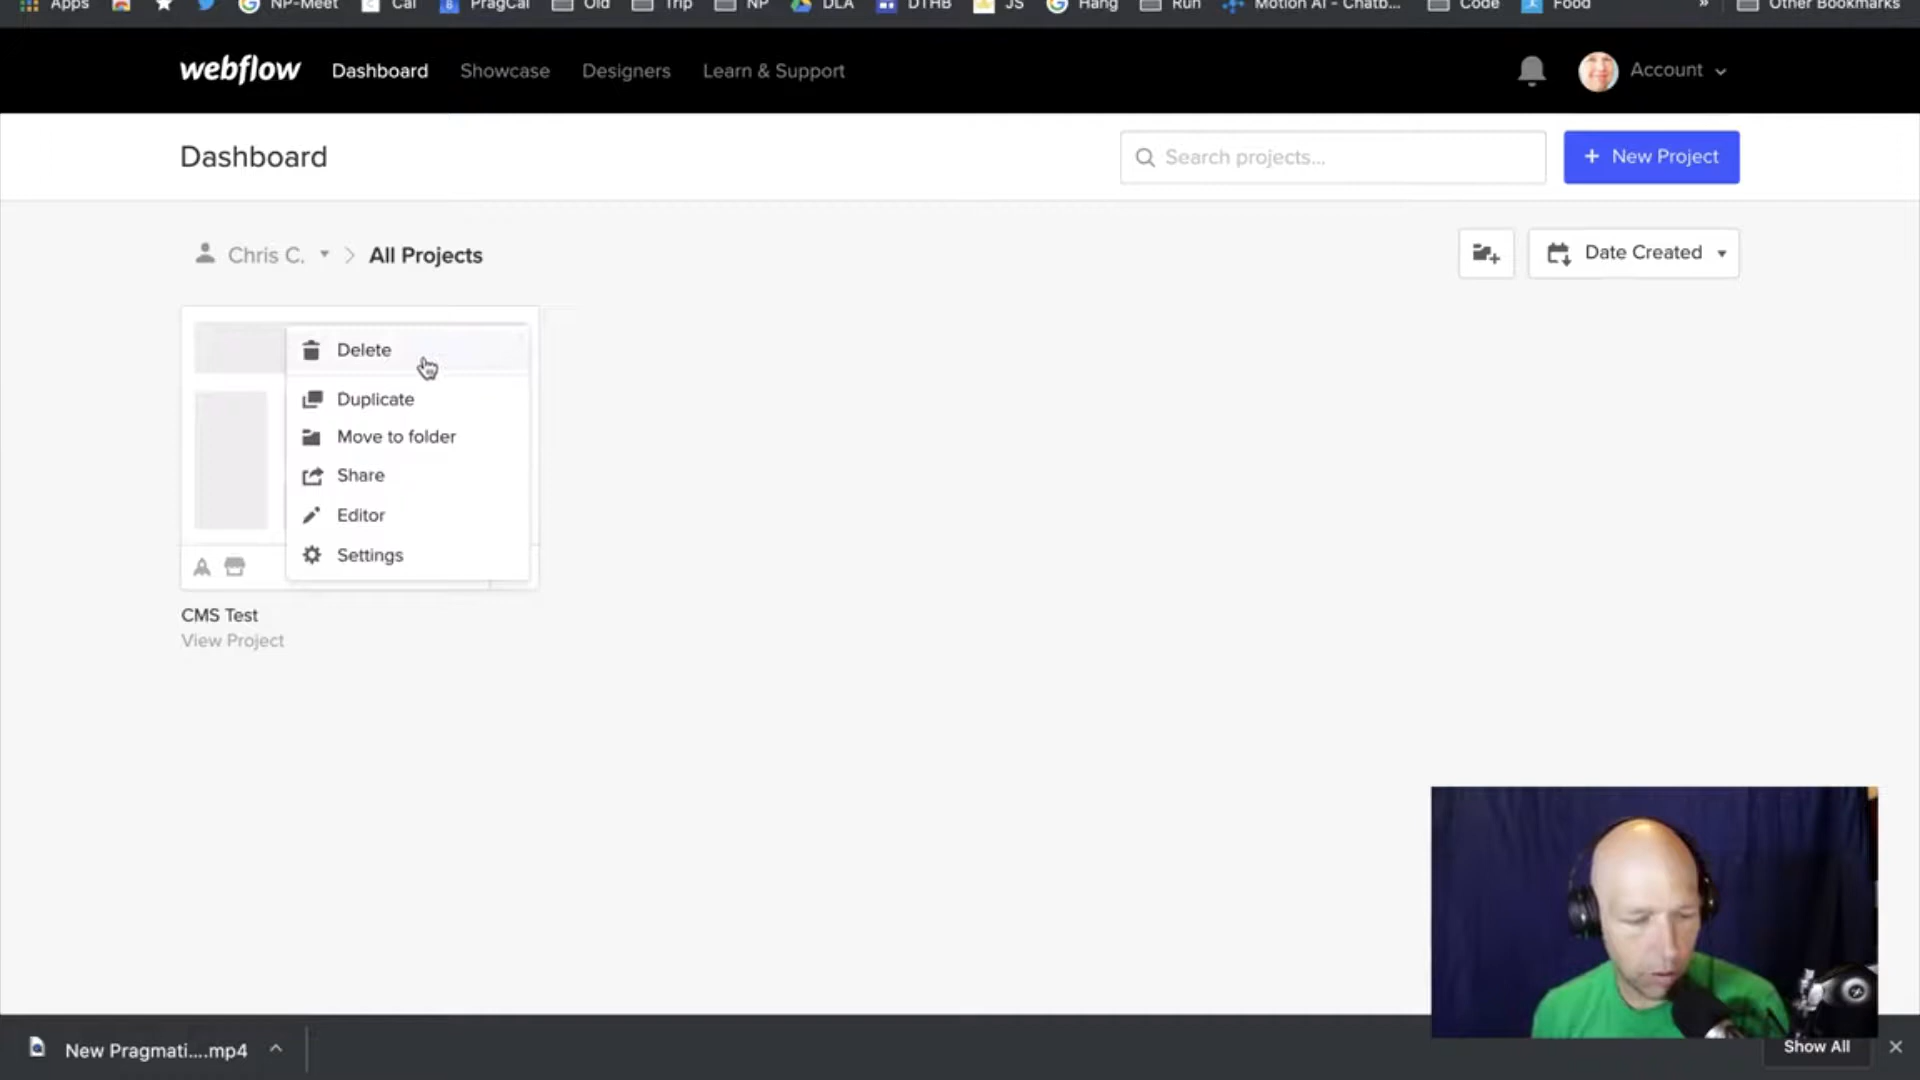 Apps NP-Meet Cal PragCal Old Trip NP DLA DTHB JS Hang Run Motion AI - Chatb... Code Food » Other Bookmarks
webflow Dashboard Showcase Designers Learn & Support Account
Dashboard Search projects... + New Project
Chris C. > All Projects Date Created
Delete
Duplicate
Move to folder
Share
Editor
Settings
CMS Test
View Project
New Pragmati....mp4 Show All